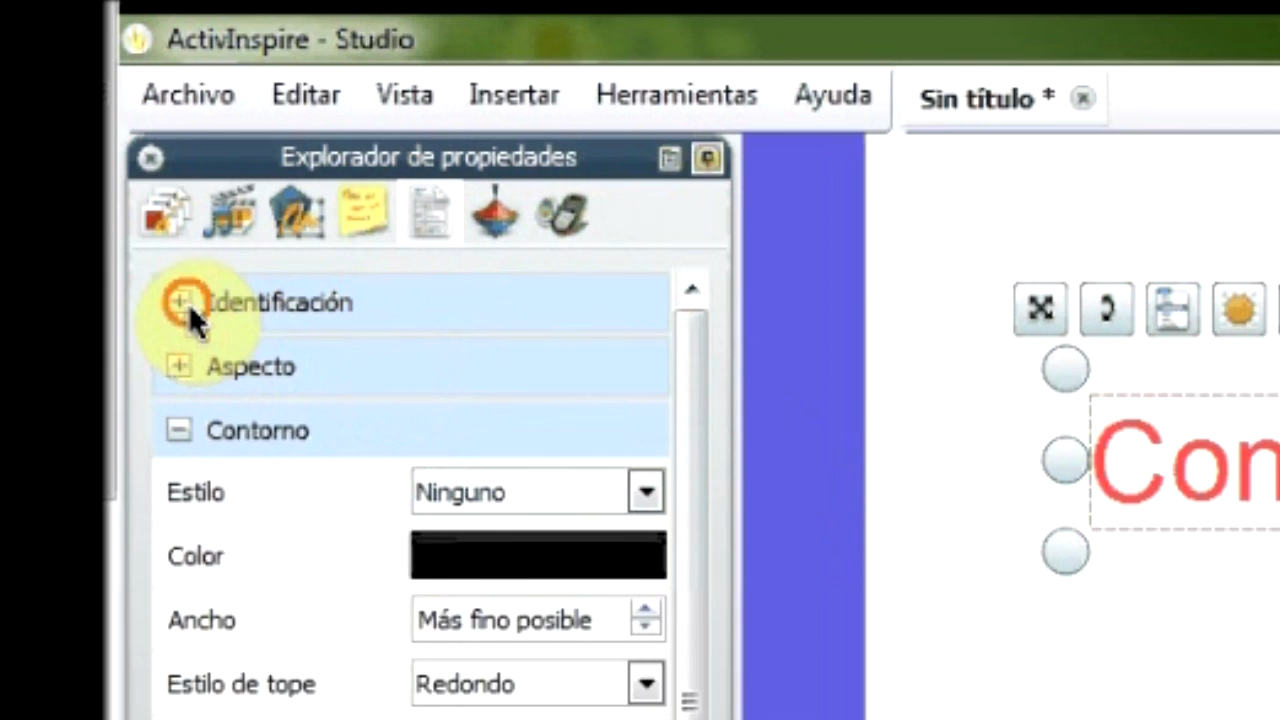 ActivInspire - Studio
Archivo Editar Vista Insertar Herramientas Ayuda
Sin título *
Explorador de propiedades
Identificación
Aspecto
Contorno
Estilo Ninguno
Color
Ancho Más fino posible
Estilo de tope Redondo
Con